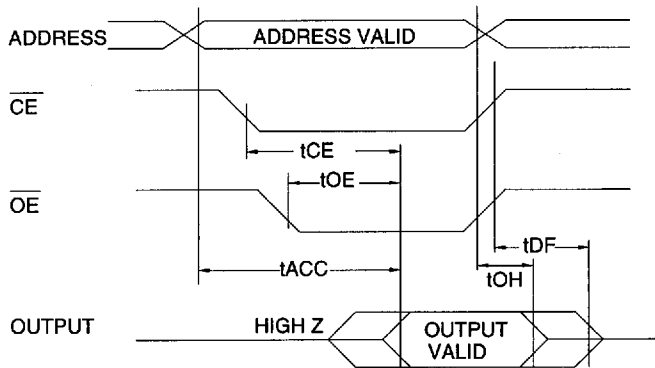 ADDRESS
ADDRESS VALID
CE
tCE
tOE
OE
tDF
tACC
tOH
OUTPUT
HIGH Z
OUTPUT
VALID